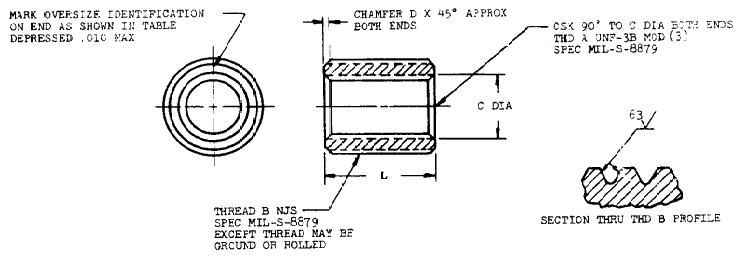 MARK OVERSIZE IDENTIFICATION
ON END AS SHOWN IN TABLE
DEPRESSED .010 MAX
CHAMFER D X 45° APPROX
BOTH ENDS
CSK 90° TO C DIA BOTH ENDS
THD A UNF-3B MOD (3)
SPEC MIL-S-8879
C DIA
L
THREAD B NJS
SPEC MIL-S-8879
EXCEPT THREAD MAY BE
GROUND OR ROLLED
63
SECTION THRU THD B PROFILE